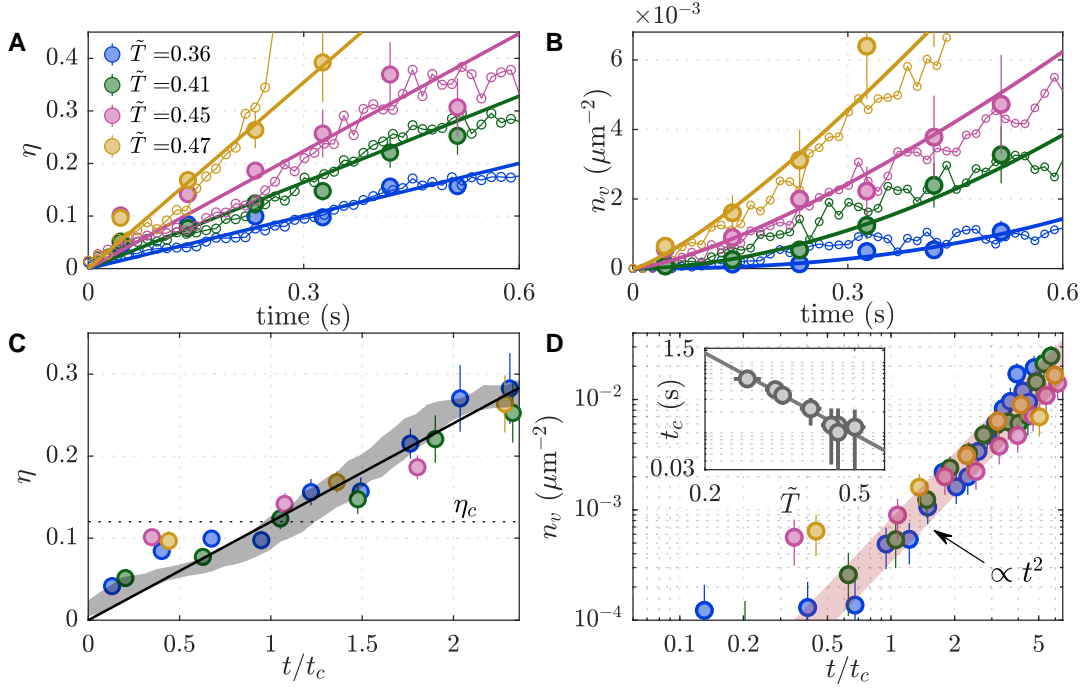 A
T̃ =0.36
T̃ =0.41
T̃ =0.45
T̃ =0.47
η
0.4
0.3
0.2
0.1
0
0
0.3
0.6
time (s)
B
×10⁻³
n_v (μm⁻²)
6
4
2
0
0
0.3
0.6
time (s)
C
η
0.3
0.2
0.1
0
η_c
0
0.5
1
1.5
2
t/t_c
D
n_v (μm⁻²)
10⁻²
10⁻³
10⁻⁴
1.5
t_c (s)
0.03
0.2
T̃
0.5
∝ t²
0.1
0.2
0.5
1
2
5
t/t_c